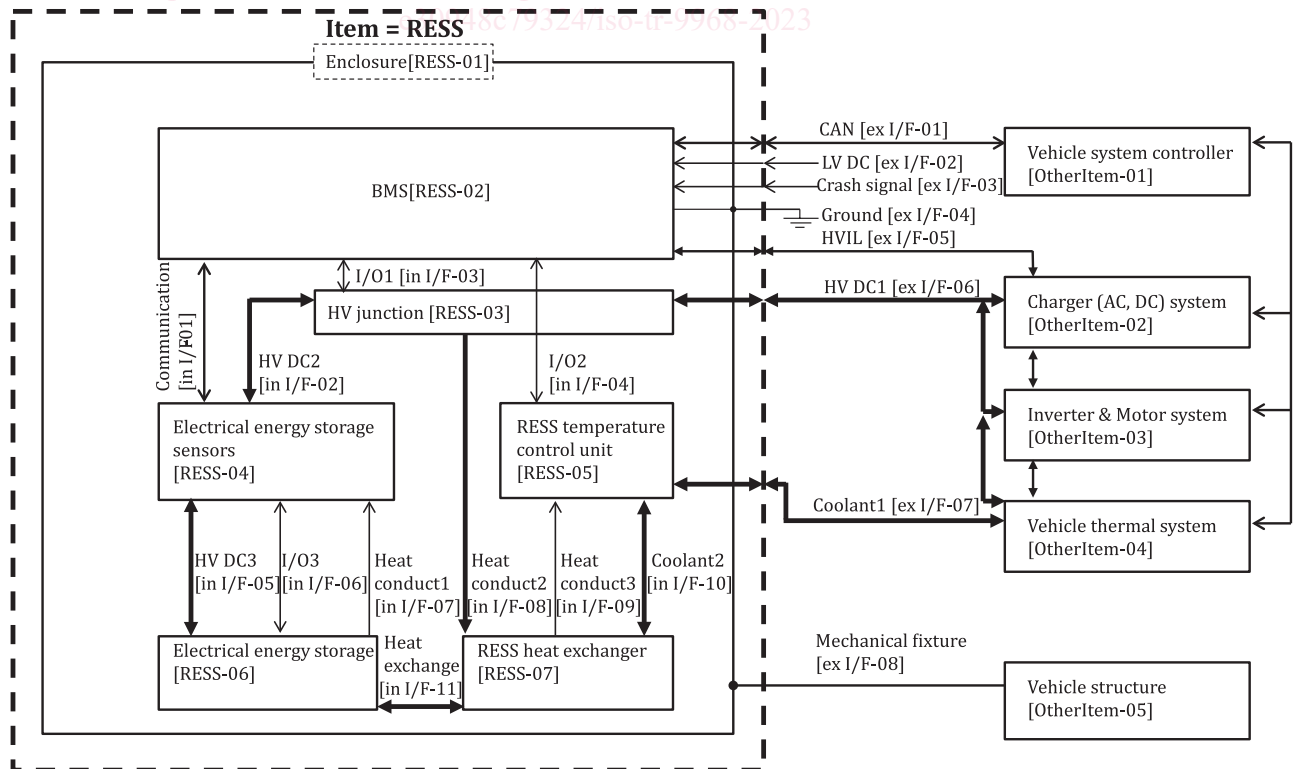 e60048c79324/iso-tr-9968-2023
Item = RESS
Enclosure[RESS-01]
BMS[RESS-02]
CAN [ex I/F-01]
LV DC [ex I/F-02]
Crash signal [ex I/F-03]
Ground [ex I/F-04]
HVIL [ex I/F-05]
Vehicle system controller
[OtherItem-01]
Communication
[in I/F-01]
I/O1 [in I/F-03]
HV junction [RESS-03]
HV DC1 [ex I/F-06]
Charger (AC, DC) system
[OtherItem-02]
HV DC2
[in I/F-02]
I/O2
[in I/F-04]
Electrical energy storage
sensors
[RESS-04]
RESS temperature
control unit
[RESS-05]
Inverter & Motor system
[OtherItem-03]
Coolant1 [ex I/F-07]
Vehicle thermal system
[OtherItem-04]
HV DC3
[in I/F-05]
I/O3
[in I/F-06]
Heat
conduct1
[in I/F-07]
Heat
conduct2
[in I/F-08]
Heat
conduct3
[in I/F-09]
Coolant2
[in I/F-10]
Electrical energy storage
[RESS-06]
Heat
exchange
[in I/F-11]
RESS heat exchanger
[RESS-07]
Mechanical fixture
[ex I/F-08]
Vehicle structure
[OtherItem-05]